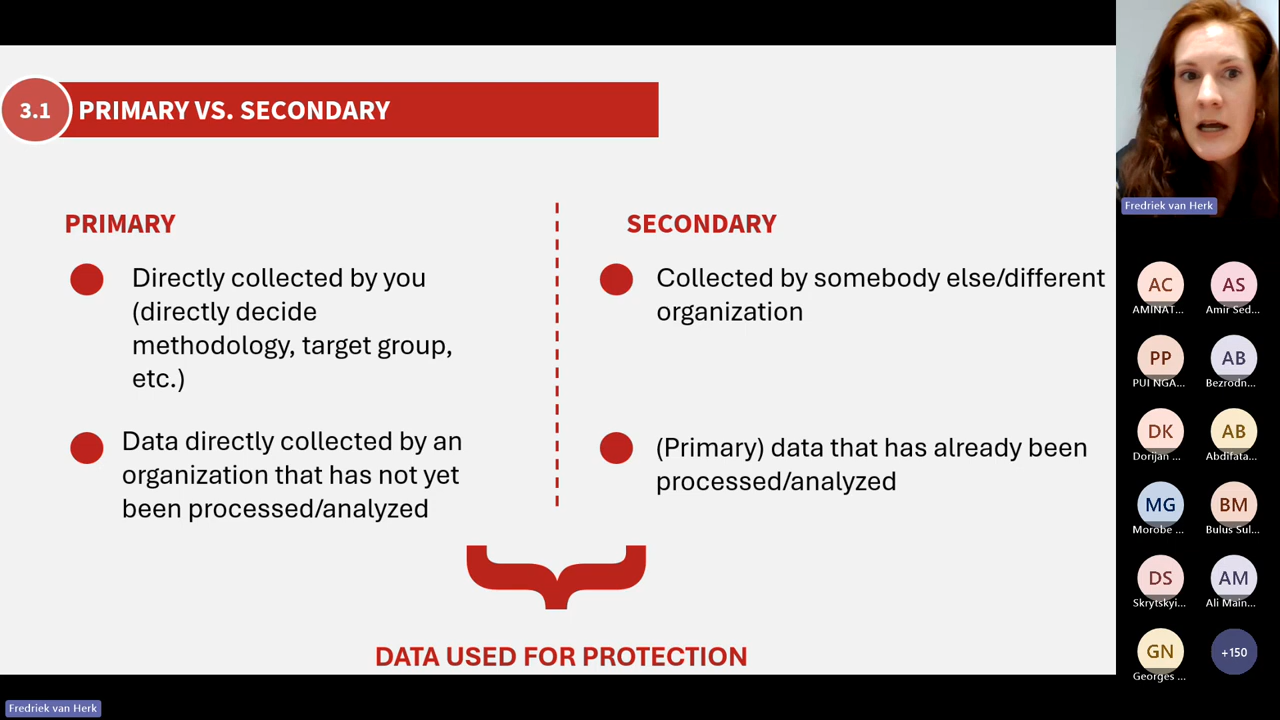 3.1
PRIMARY VS. SECONDARY
PRIMARY
Directly collected by you
(directly decide
methodology, target group,
etc.)
Data directly collected by an
organization that has not yet
been processed/analyzed
SECONDARY
Collected by somebody else/different
organization
(Primary) data that has already been
processed/analyzed
DATA USED FOR PROTECTION
Fredriek van Herk
AC
AMINAT...
AS
Amir Sed...
PP
PUI NGA...
AB
Bezrodn...
DK
Dorijan ...
AB
Abdifata...
MG
Morobe ...
BM
Bulus Sul...
DS
Skrytskyi...
AM
Ali Main...
GN
Georges ...
+150
Fredriek van Herk